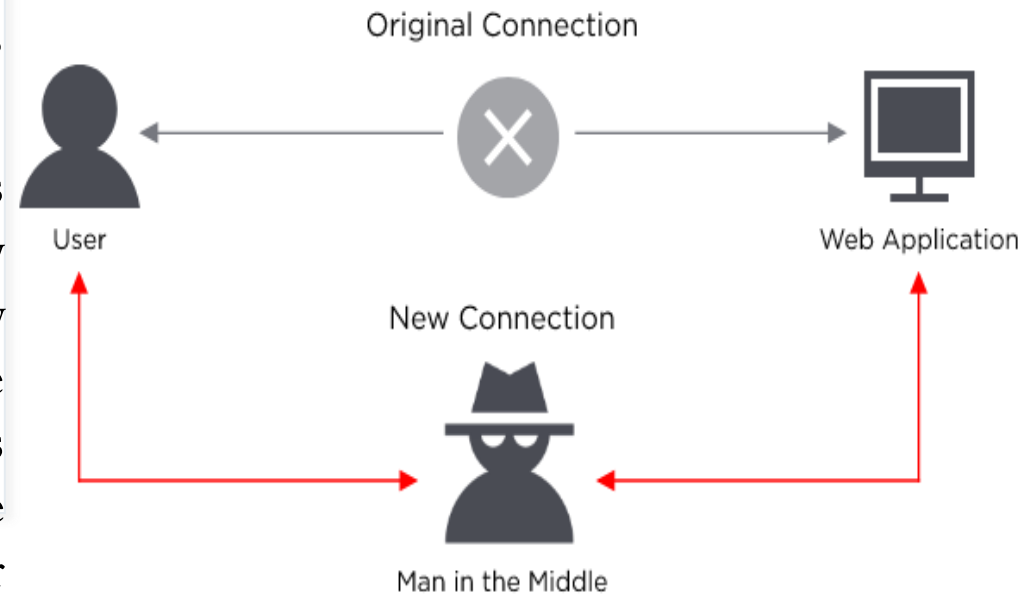 Original Connection
User
Web Application
New Connection
Man in the Middle